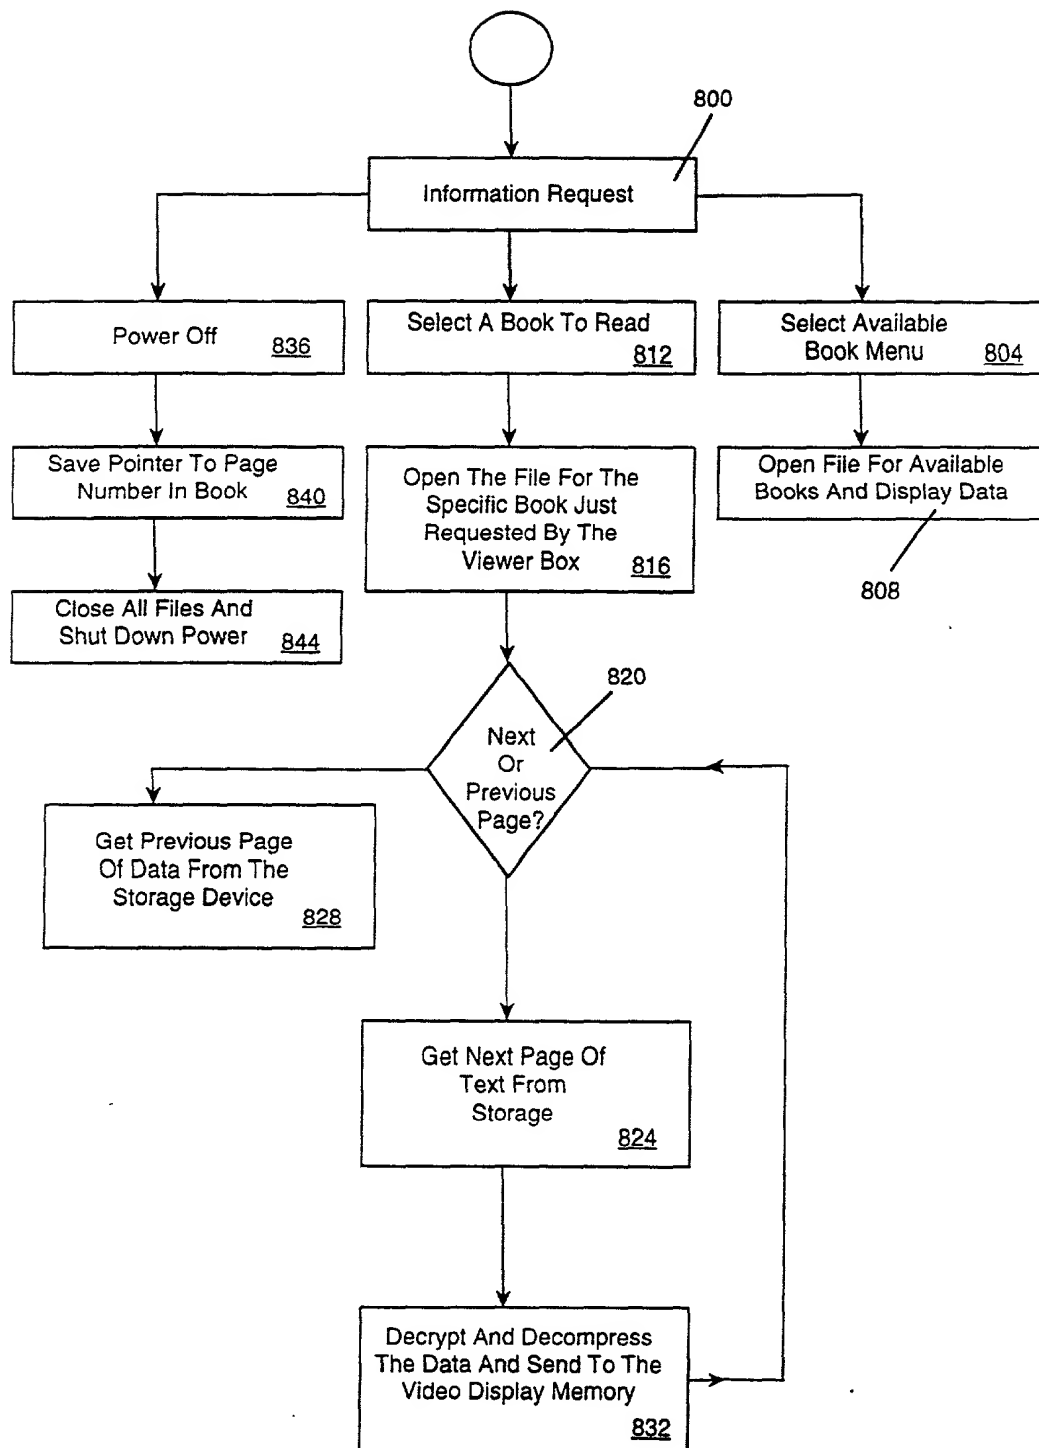 800
Information Request
Power Off
836
Select A Book To Read
812
Select Available
Book Menu
804
Save Pointer To Page
Number In Book
840
Open The File For The
Specific Book Just
Requested By The
Viewer Box
816
Open File For Available
Books And Display Data
808
Close All Files And
Shut Down Power
844
820
Next
Or
Previous
Page?
Get Previous Page
Of Data From The
Storage Device
828
Get Next Page Of
Text From
Storage
824
Decrypt And Decompress
The Data And Send To The
Video Display Memory
832